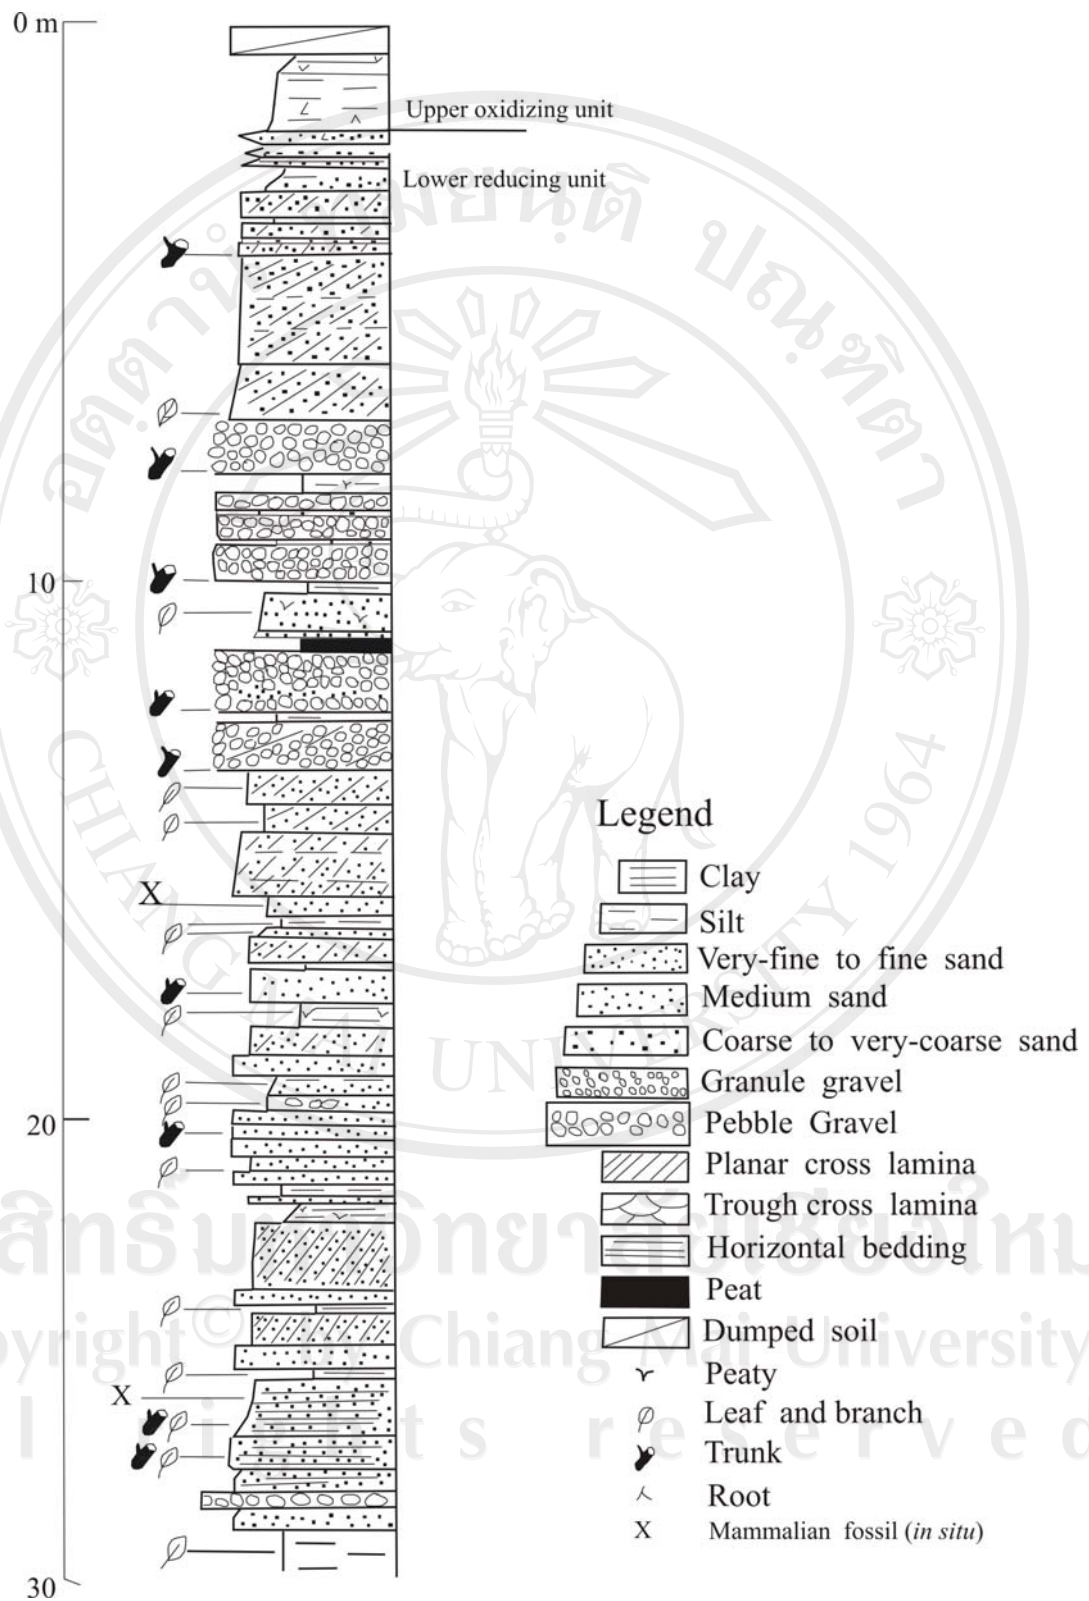 0 m
Upper oxidizing unit
Lower reducing unit
10
X
Legend
Clay
Silt
Very-fine to fine sand
Medium sand
Coarse to very-coarse sand
Granule gravel
Pebble Gravel
20
Planar cross lamina
Trough cross lamina
Horizontal bedding
Peat
Dumped soil
Peaty
X
Leaf and branch
Trunk
Root
X Mammalian fossil (in situ)
30
CHIANG MAI UNIVERSITY 1964
Chiang Mai University
rights reserved